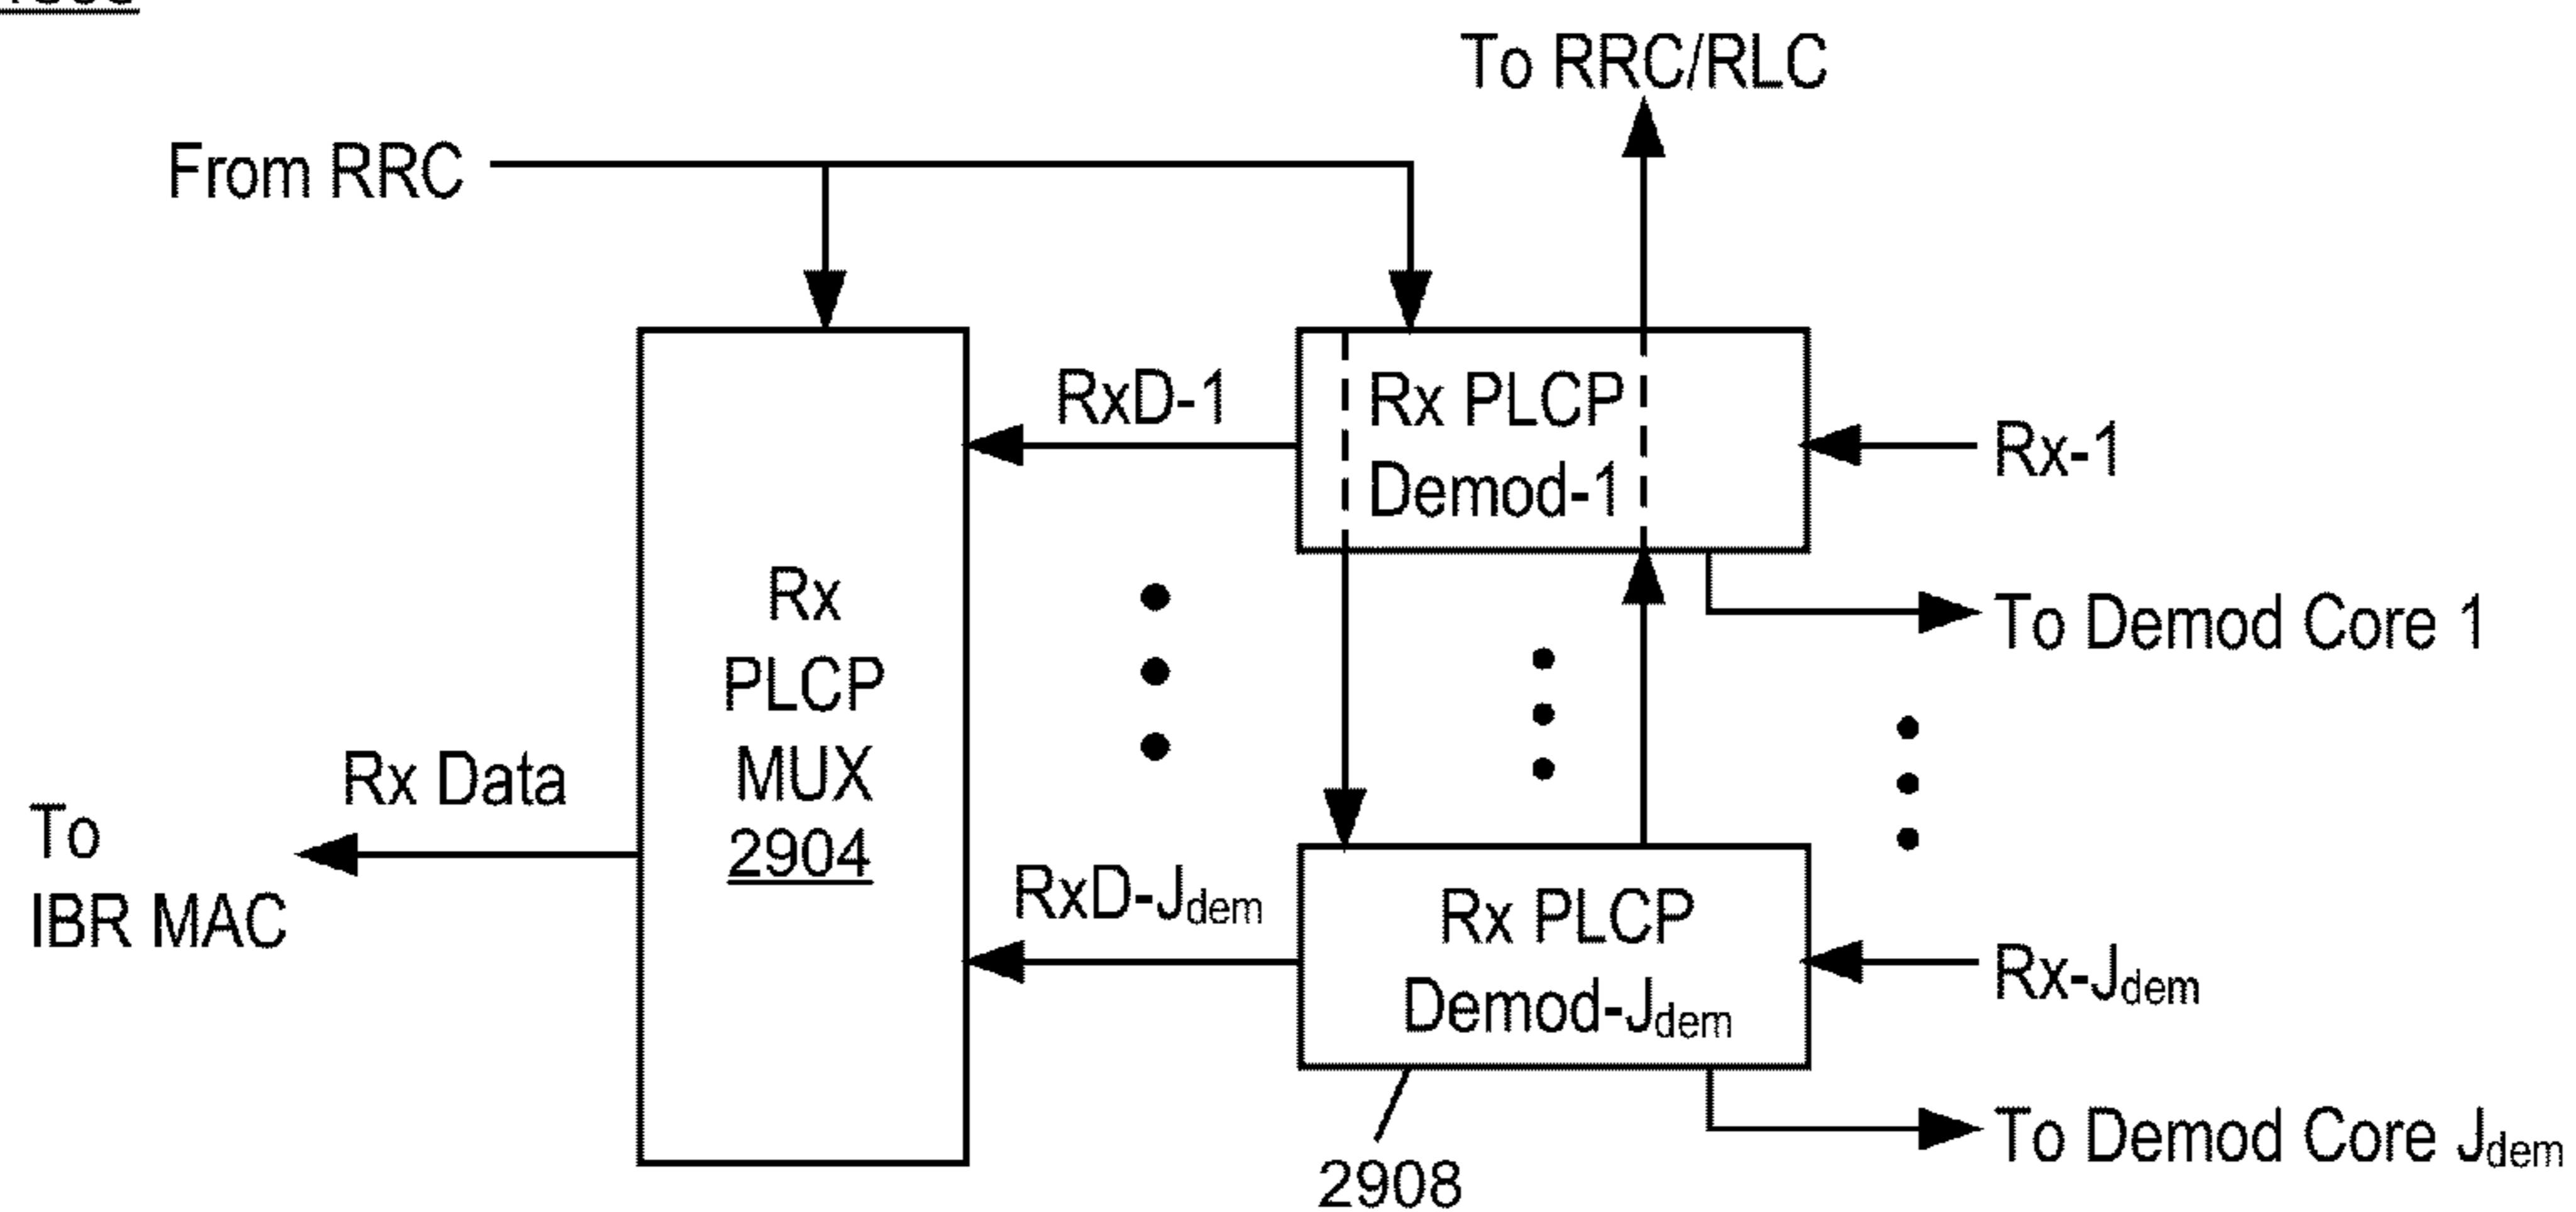 To RRC/RLC
From RRC
RxD-1
Rx PLCP
Demod-1
Rx-1
To Demod Core 1
Rx
PLCP
MUX
2904
Rx Data
To
IBR MAC
RxD-Jdem
Rx PLCP
Demod-Jdem
Rx-Jdem
To Demod Core Jdem
2908